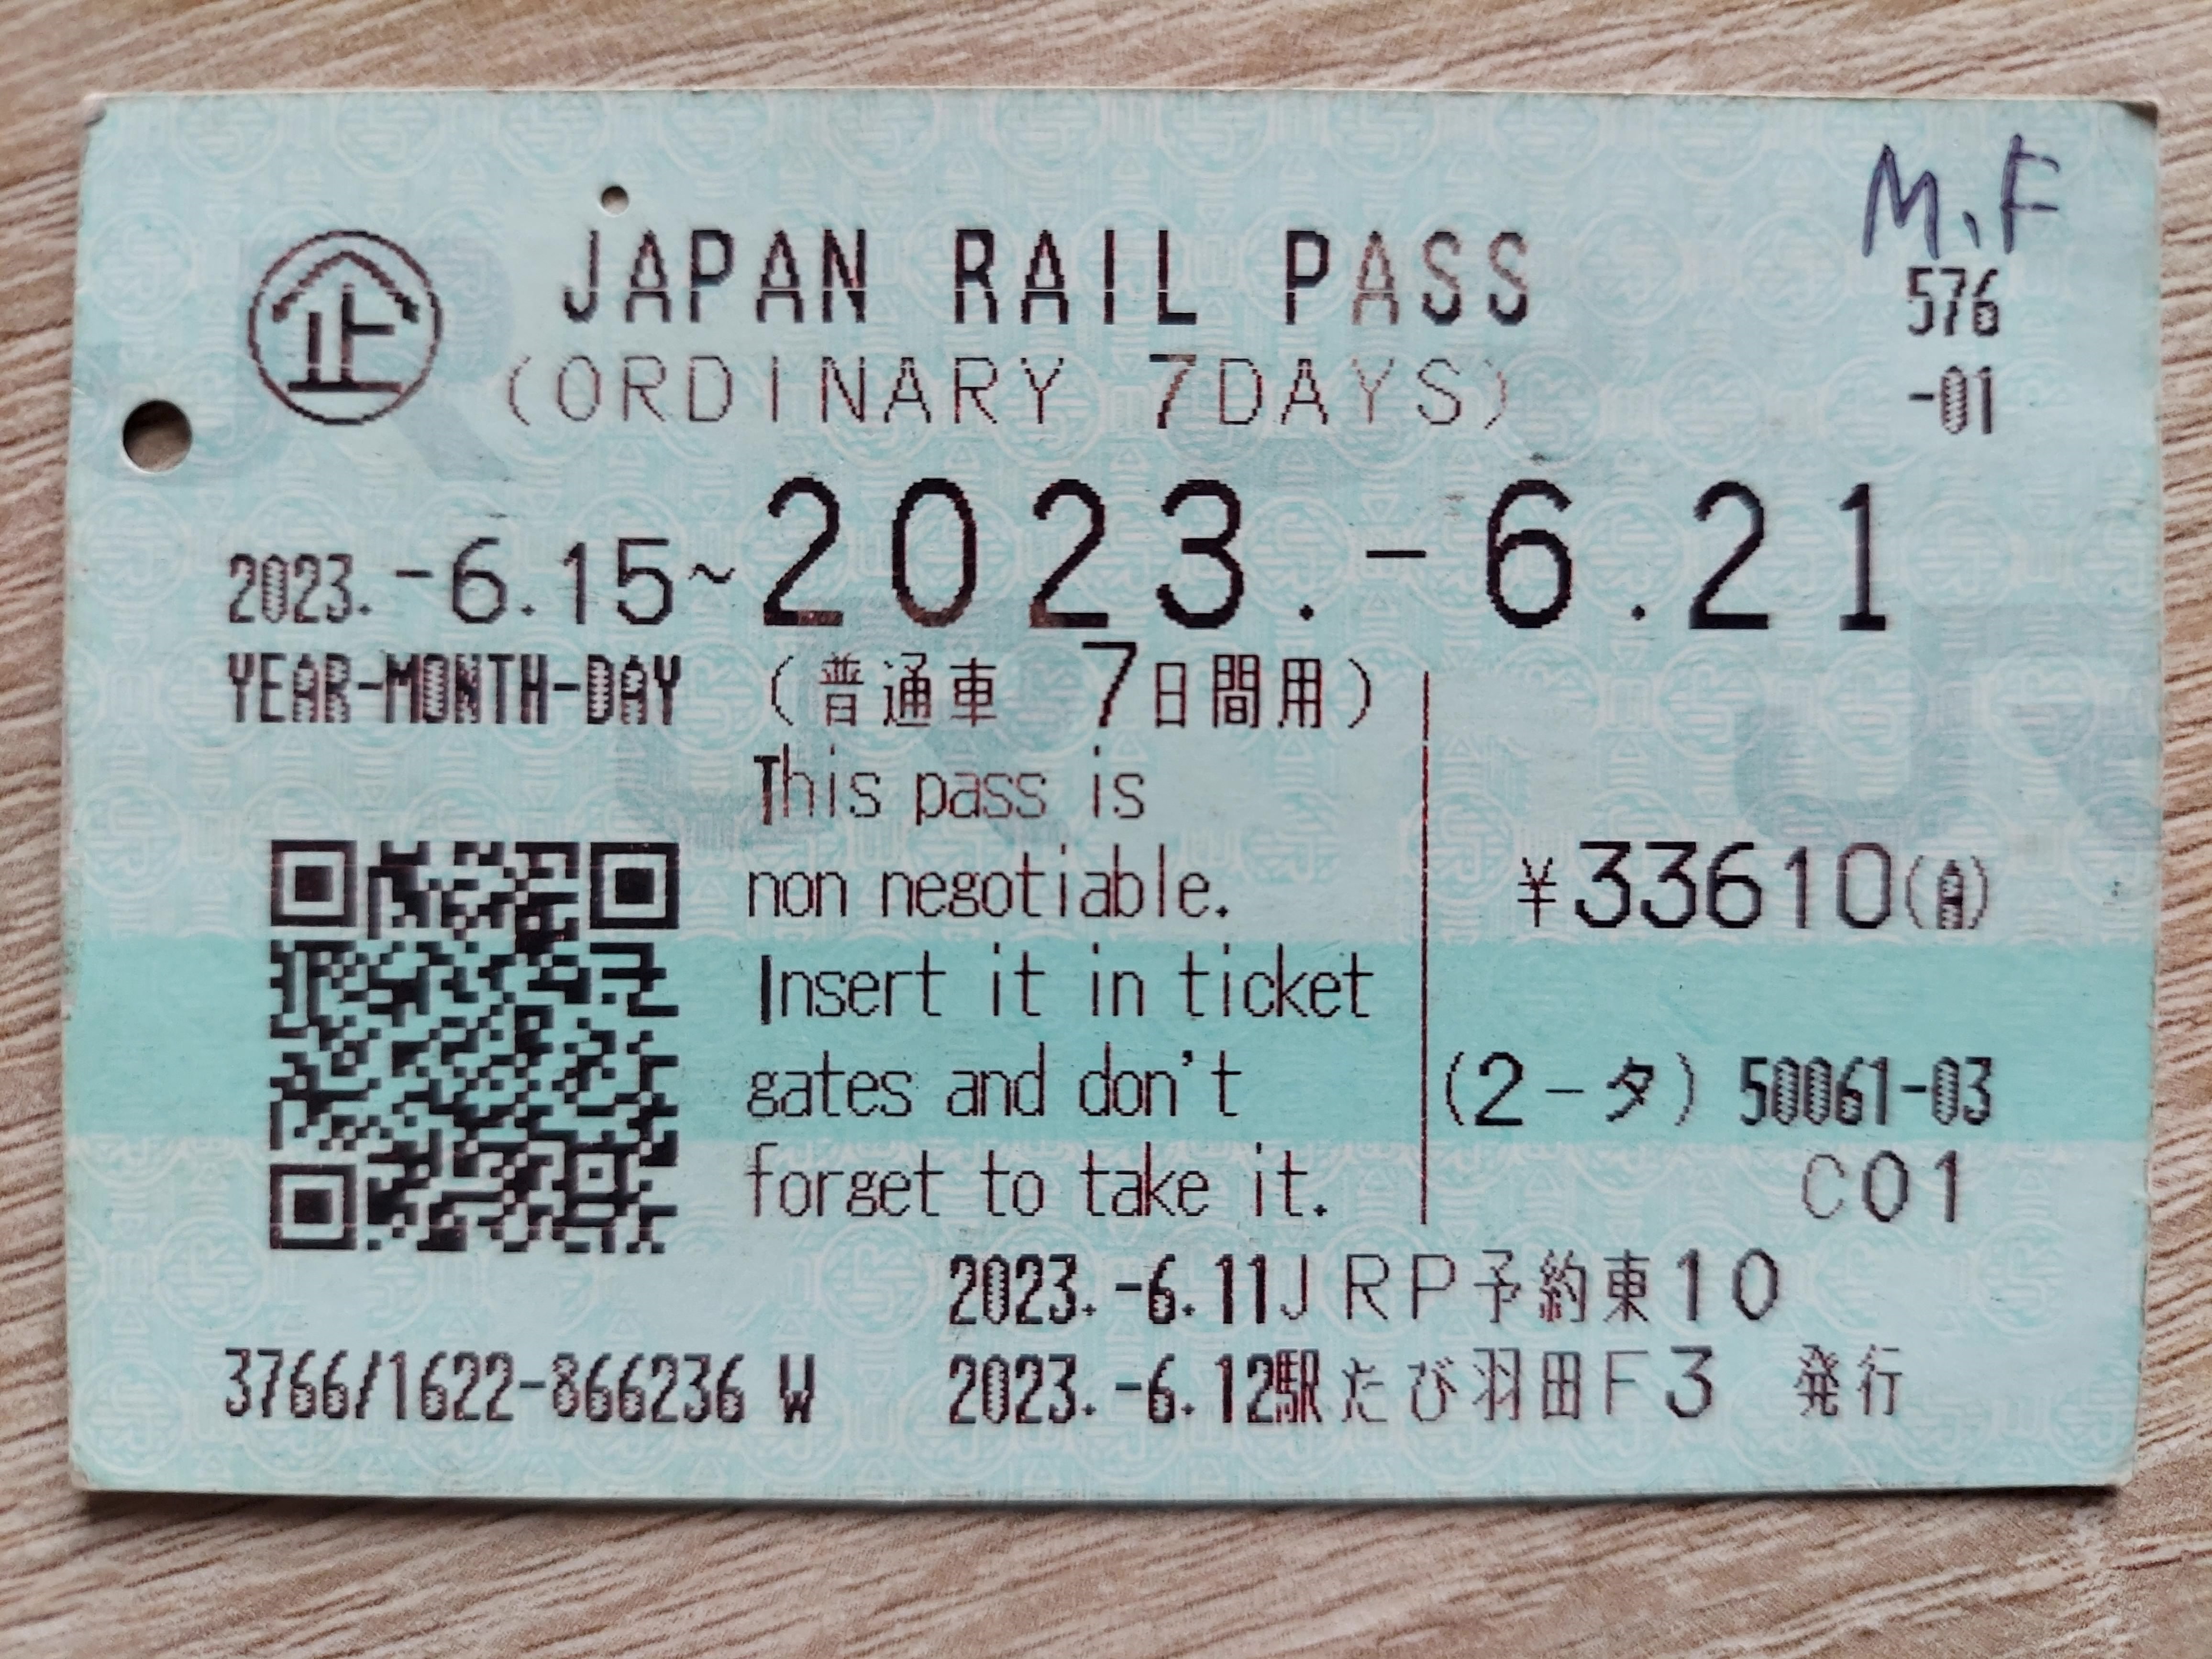 M.F
企 JAPAN RAIL PASS
576
(ORDINARY 7DAYS)
-01
2023.-6.15~2023.-6.21
YEAR-MONTH-DAY (普通車 7日間用)
This pass is
non negotiable.
¥33610
Insert it in ticket
gates and don't
(2-タ) 50061-03
forget to take it.
C01
2023.-6.11JRP予約東10
3766/1622-866236 W 2023.-6.12駅たび羽田F3 発行